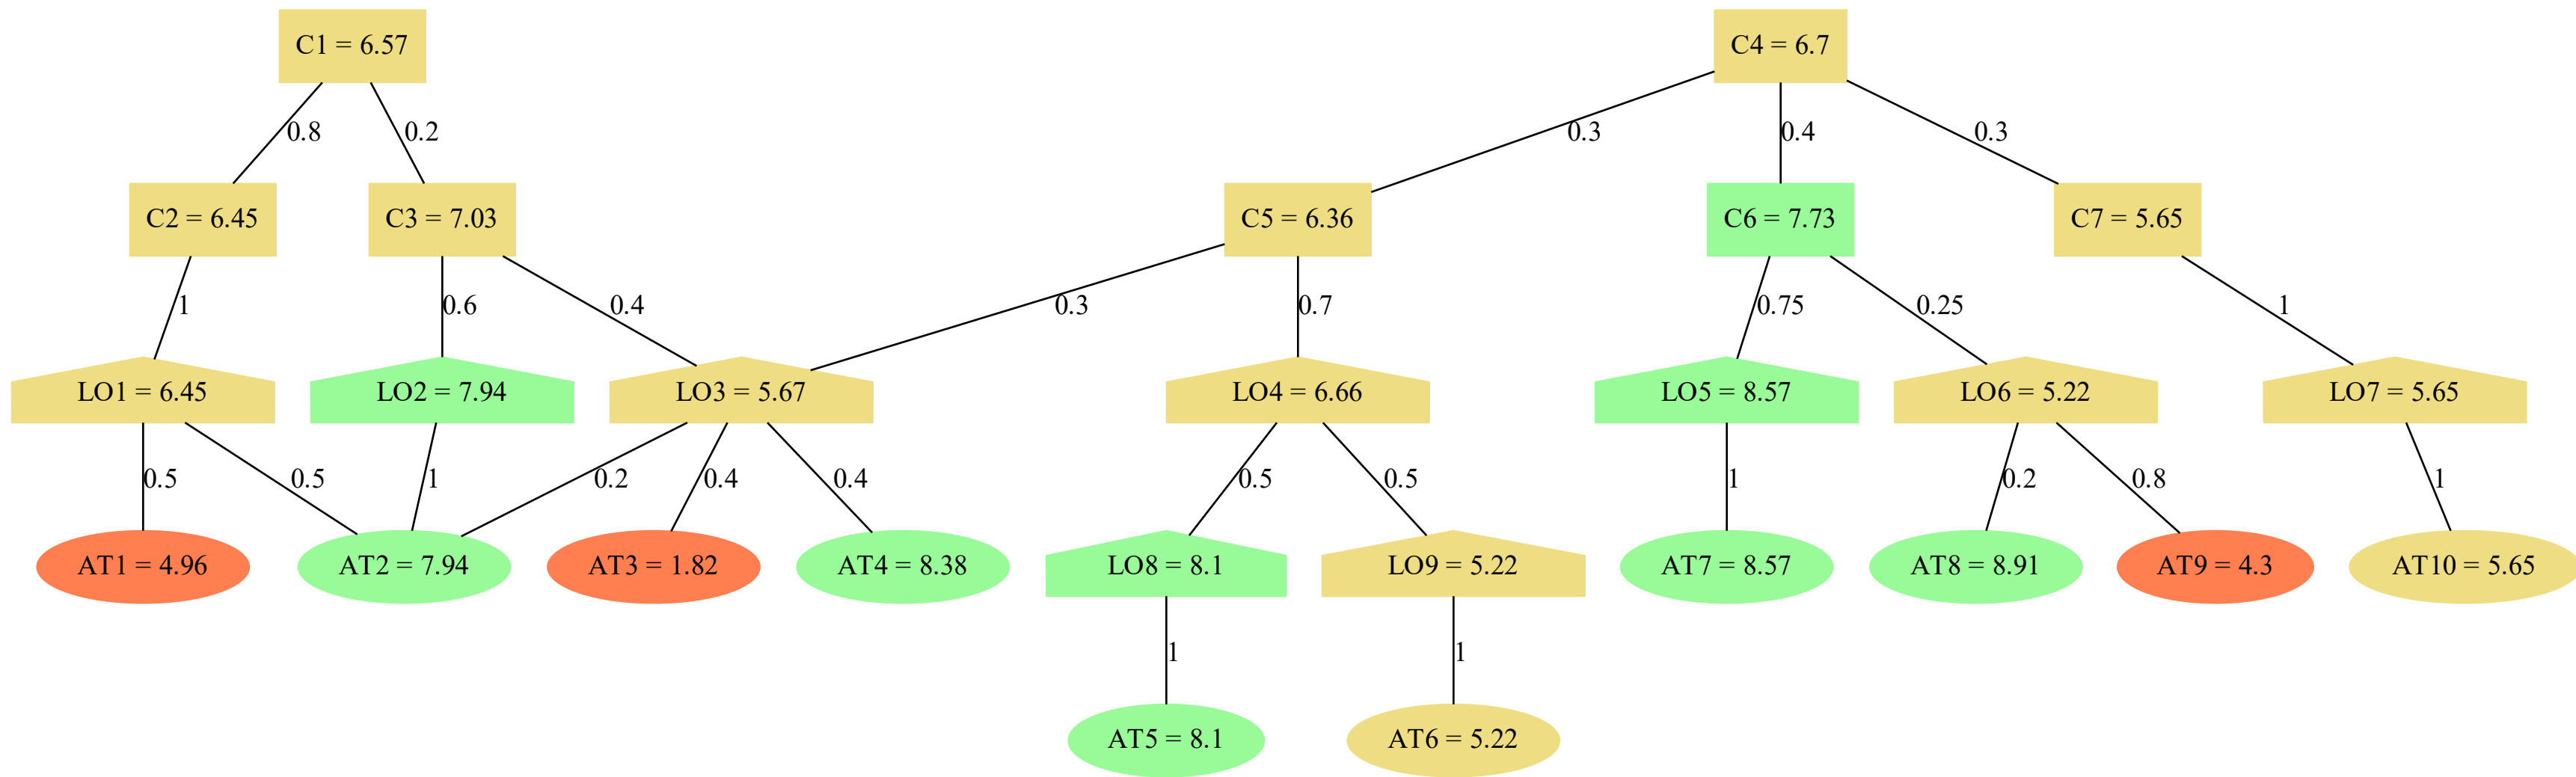 C1 = 6.57
C4 = 6.7
0.8
0.2
0.3
0.4
0.3
C2 = 6.45
C3 = 7.03
C5 = 6.36
C6 = 7.73
C7 = 5.65
1
0.6
0.4
0.3
0.7
0.75
0.25
1
LO1 = 6.45
LO2 = 7.94
LO3 = 5.67
LO4 = 6.66
LO5 = 8.57
LO6 = 5.22
LO7 = 5.65
0.5
0.5
1
0.2
0.4
0.4
0.5
0.5
1
0.2
0.8
1
AT1 = 4.96
AT2 = 7.94
AT3 = 1.82
AT4 = 8.38
LO8 = 8.1
LO9 = 5.22
AT7 = 8.57
AT8 = 8.91
AT9 = 4.3
AT10 = 5.65
1
1
AT5 = 8.1
AT6 = 5.22